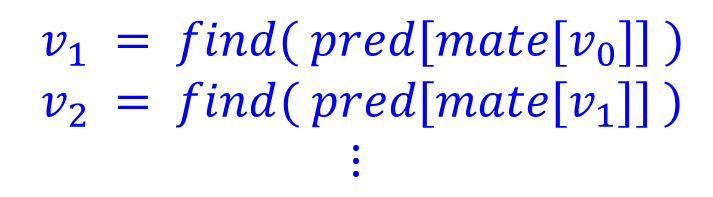 v₁ = find( pred[mate[v₀]] )
v₂ = find( pred[mate[v₁]] )
⋮